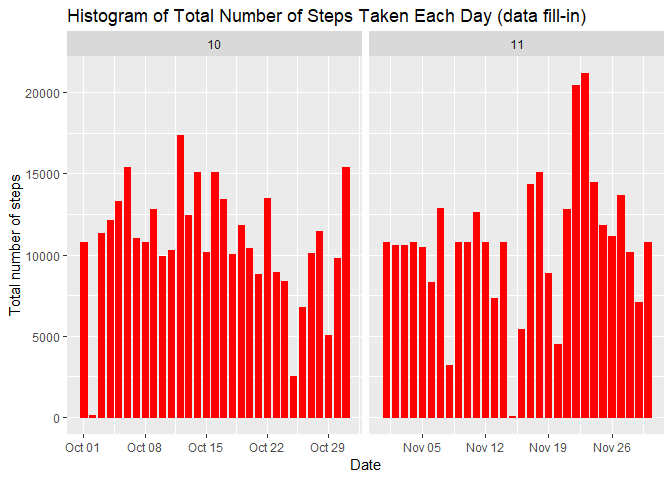 Histogram of Total Number of Steps Taken Each Day (data fill-in)
10
11
Total number of steps
20000
15000
10000
5000
0
Oct 01
Oct 08
Oct 15
Oct 22
Oct 29
Nov 05
Nov 12
Nov 19
Nov 26
Date